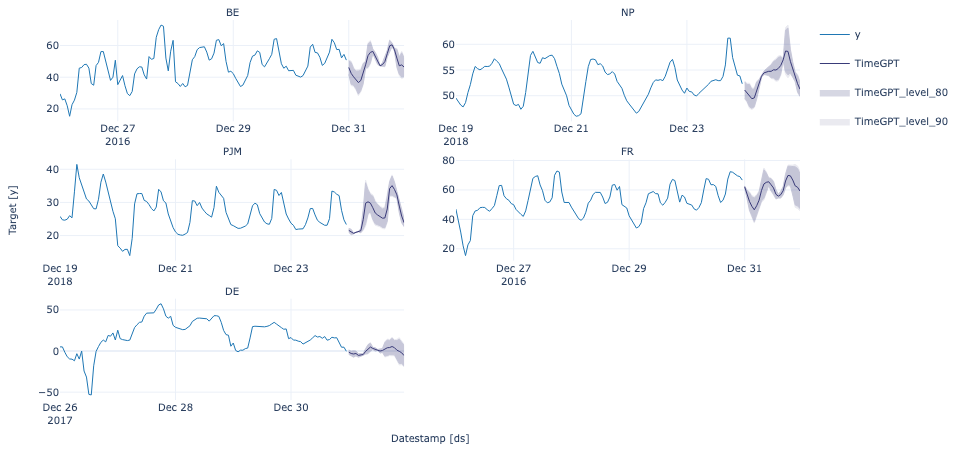 BE
NP
60
40
20
Dec 27
2016
Dec 29
Dec 31
60
55
50
Dec 19
2018
Dec 21
Dec 23
y
TimeGPT
TimeGPT_level_80
TimeGPT_level_90
PJM
FR
Target [y]
40
30
20
Dec 19
2018
Dec 21
Dec 23
80
60
40
20
Dec 27
2016
Dec 29
Dec 31
DE
50
0
−50
Dec 26
2017
Dec 28
Dec 30
Datestamp [ds]